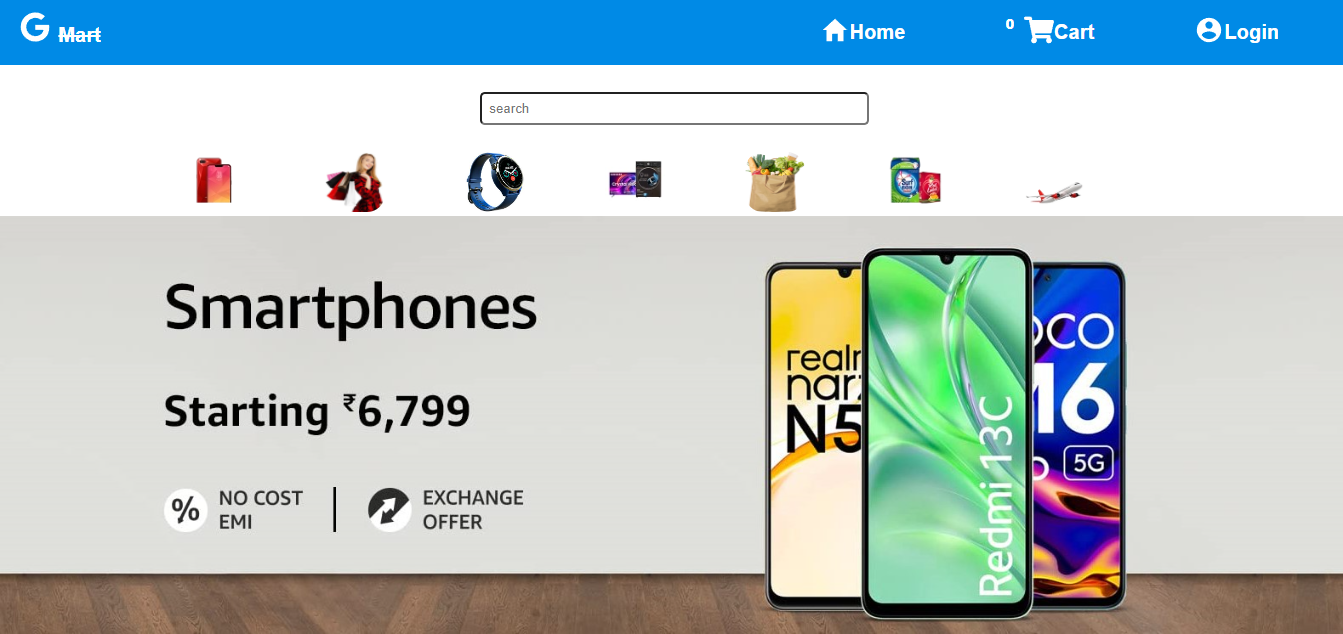 G Mart
Home
0
Cart
Login
search
Smartphones
Starting ₹6,799
% NO COST
EMI
EXCHANGE
OFFER
realm
narz
N5
Redmi 13C
OCO
M6
5G